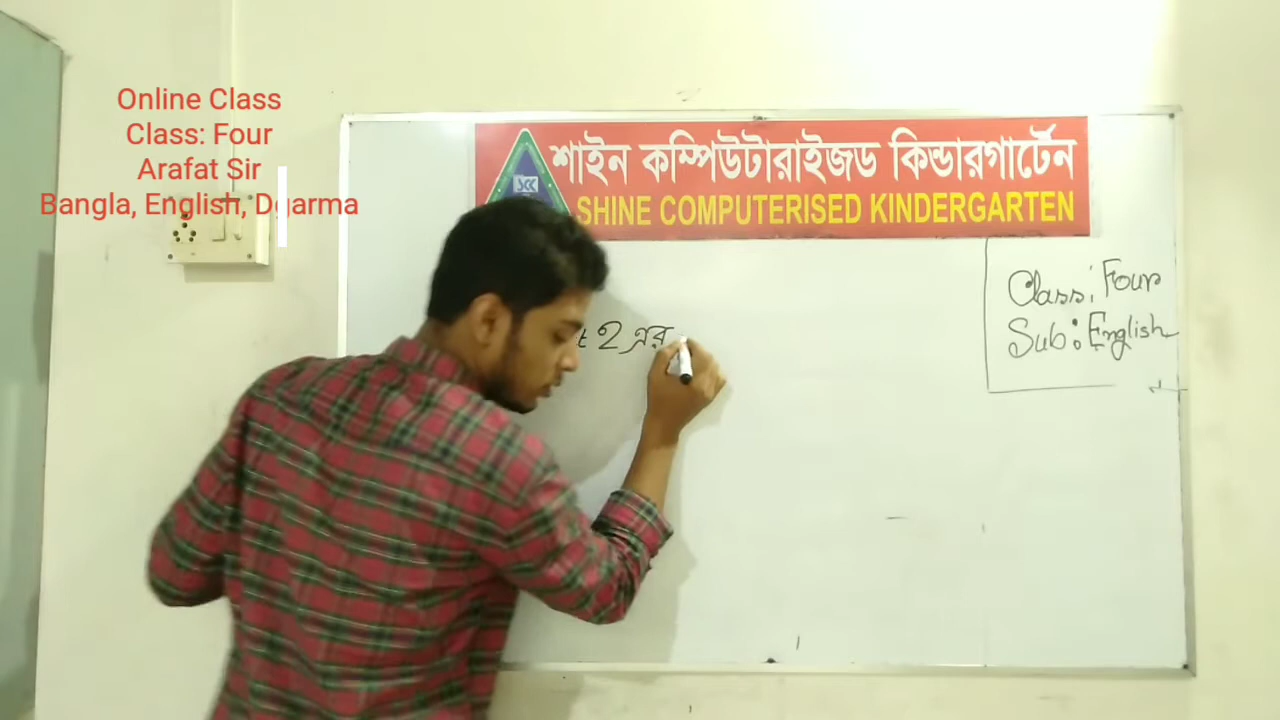 Online Class
Class: Four
Arafat Sir
Bangla, English, Dgarma
শাইন কম্পিউটারাইজড কিন্ডারগার্টেন
SHINE COMPUTERISED KINDERGARTEN
Class: Four
Sub: English
2 এর